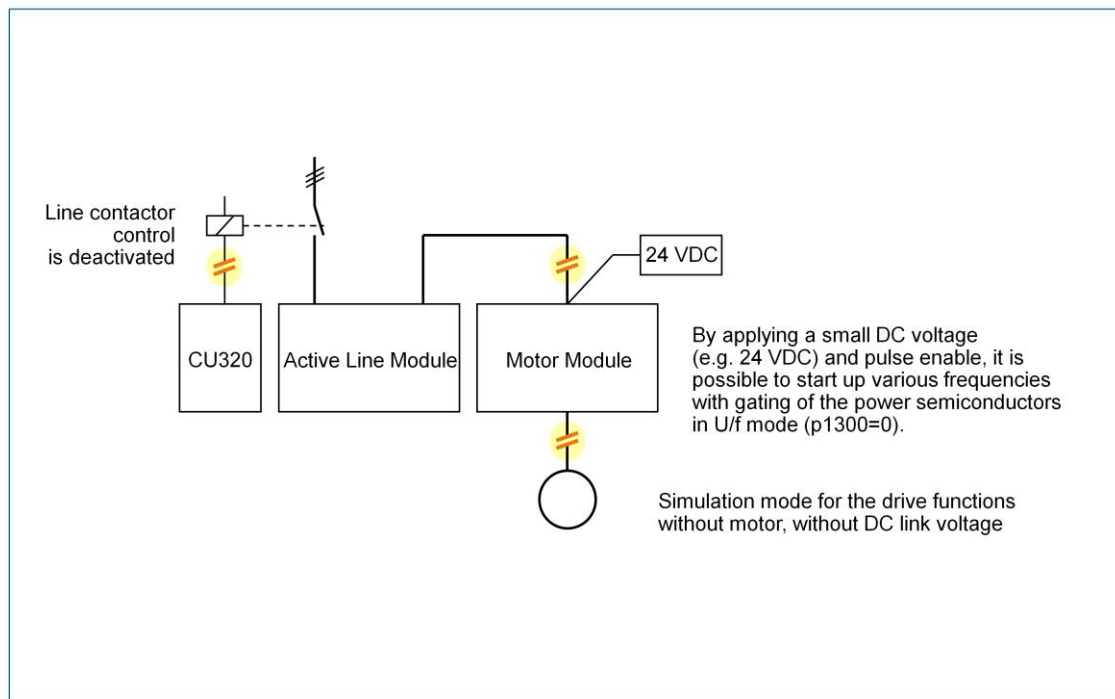 Line contactor
control
is deactivated
24 VDC
CU320
Active Line Module
Motor Module
By applying a small DC voltage
(e.g. 24 VDC) and pulse enable, it is
possible to start up various frequencies
with gating of the power semiconductors
in U/f mode (p1300=0).
Simulation mode for the drive functions
without motor, without DC link voltage